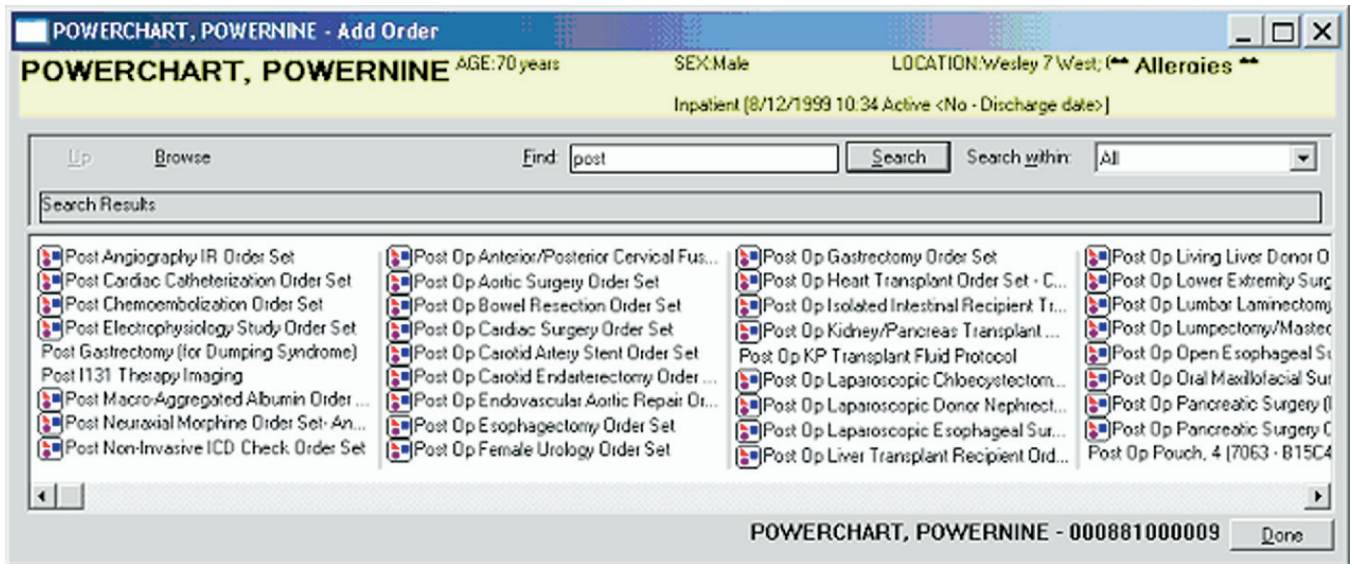 POWERCHART, POWERNINE - Add Order
POWERCHART, POWERNINE AGE:70 years SEX:Male LOCATION:Wesley 7 West; (** Allergies **
Inpatient [8/12/1999 10:34 Active <No - Discharge date>]
Up Browse Find: post Search Search within: All
Search Results
Post Angiography IR Order Set
Post Cardiac Catheterization Order Set
Post Chemoembolization Order Set
Post Electrophysiology Study Order Set
Post Gastrectomy (for Dumping Syndrome)
Post I131 Therapy Imaging
Post Macro-Aggregated Albumin Order ...
Post Neuraxial Morphine Order Set- An...
Post Non-Invasive ICD Check Order Set
Post Op Anterior/Posterior Cervical Fus...
Post Op Aortic Surgery Order Set
Post Op Bowel Resection Order Set
Post Op Cardiac Surgery Order Set
Post Op Carotid Artery Stent Order Set
Post Op Carotid Endarterectomy Order ...
Post Op Endovascular Aortic Repair Or...
Post Op Esophagectomy Order Set
Post Op Female Urology Order Set
Post Op Gastrectomy Order Set
Post Op Heart Transplant Order Set - C...
Post Op Isolated Intestinal Recipient Tr...
Post Op Kidney/Pancreas Transplant ...
Post Op KP Transplant Fluid Protocol
Post Op Laparoscopic Chloecystectom...
Post Op Laparoscopic Donor Nephrect...
Post Op Laparoscopic Esophageal Sur...
Post Op Liver Transplant Recipient Ord...
Post Op Living Liver Donor O
Post Op Lower Extremity Surg
Post Op Lumbar Laminectomy
Post Op Lumpectomy/Mastec
Post Op Open Esophageal Su
Post Op Oral Maxillofacial Sur
Post Op Pancreatic Surgery (
Post Op Pancreatic Surgery
Post Op Pouch, 4 (7063 - B15C4
POWERCHART, POWERNINE - 000881000009 Done